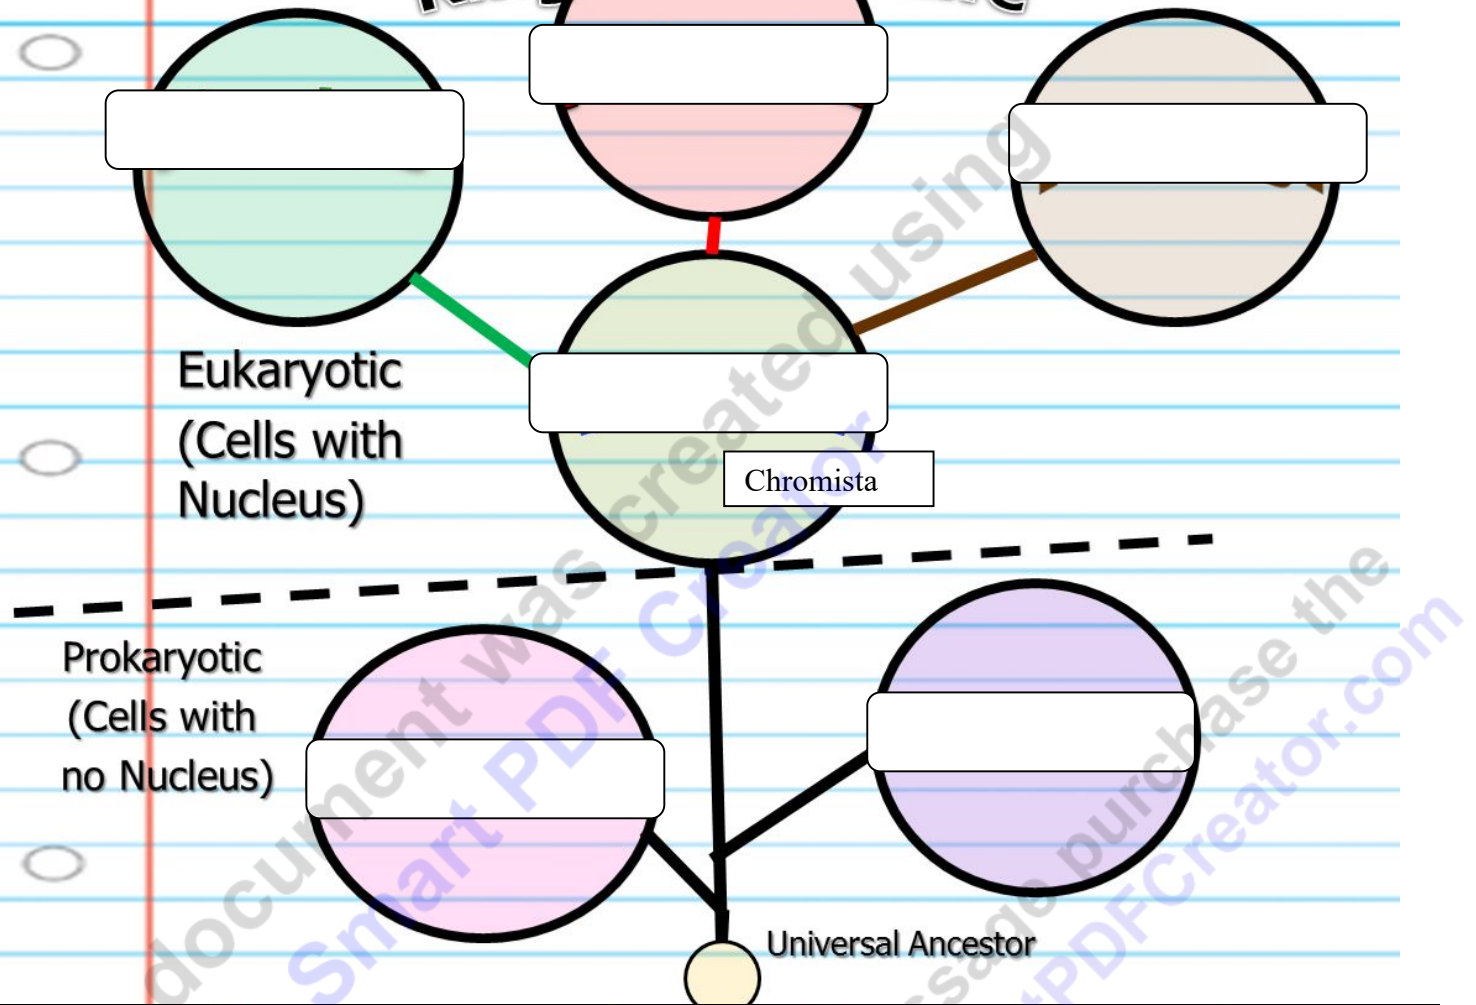 Eukaryotic
(Cells with
Nucleus)
Chromista
Prokaryotic
(Cells with
no Nucleus)
Universal Ancestor
document was created using
Smart PDF Creator
purchase the
PDFCreator.com